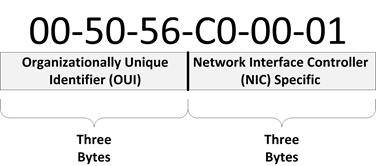 00-50-56-C0-00-01
Organizationally Unique Identifier (OUI)
Network Interface Controller (NIC) Specific
Three Bytes
Three Bytes